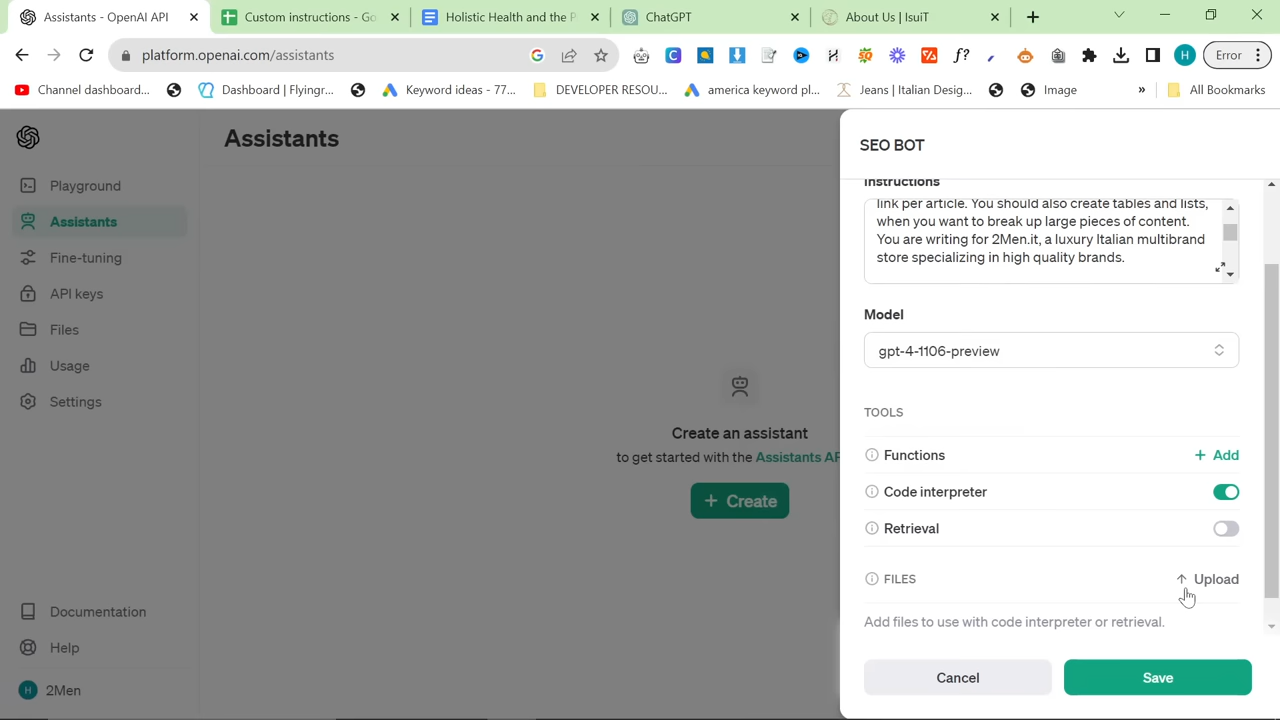 Assistants - OpenAI API
Custom instructions - Go
Holistic Health and the P
ChatGPT
About Us | IsuiT
platform.openai.com/assistants
Error
Channel dashboard...
Dashboard | Flyingr...
Keyword ideas - 77...
DEVELOPER RESOU...
america keyword pl...
Jeans | Italian Desig...
Image
»
All Bookmarks
Assistants
Playground
Assistants
Fine-tuning
API keys
Files
Usage
Settings
Documentation
Help
H
2Men
Create an assistant
to get started with the Assistants AP
+ Create
SEO BOT
Instructions
link per article. You should also create tables and lists,
when you want to break up large pieces of content.
You are writing for 2Men.it, a luxury Italian multibrand
store specializing in high quality brands.
Model
gpt-4-1106-preview
TOOLS
Functions
+ Add
Code interpreter
Retrieval
FILES
Upload
Add files to use with code interpreter or retrieval.
Cancel
Save